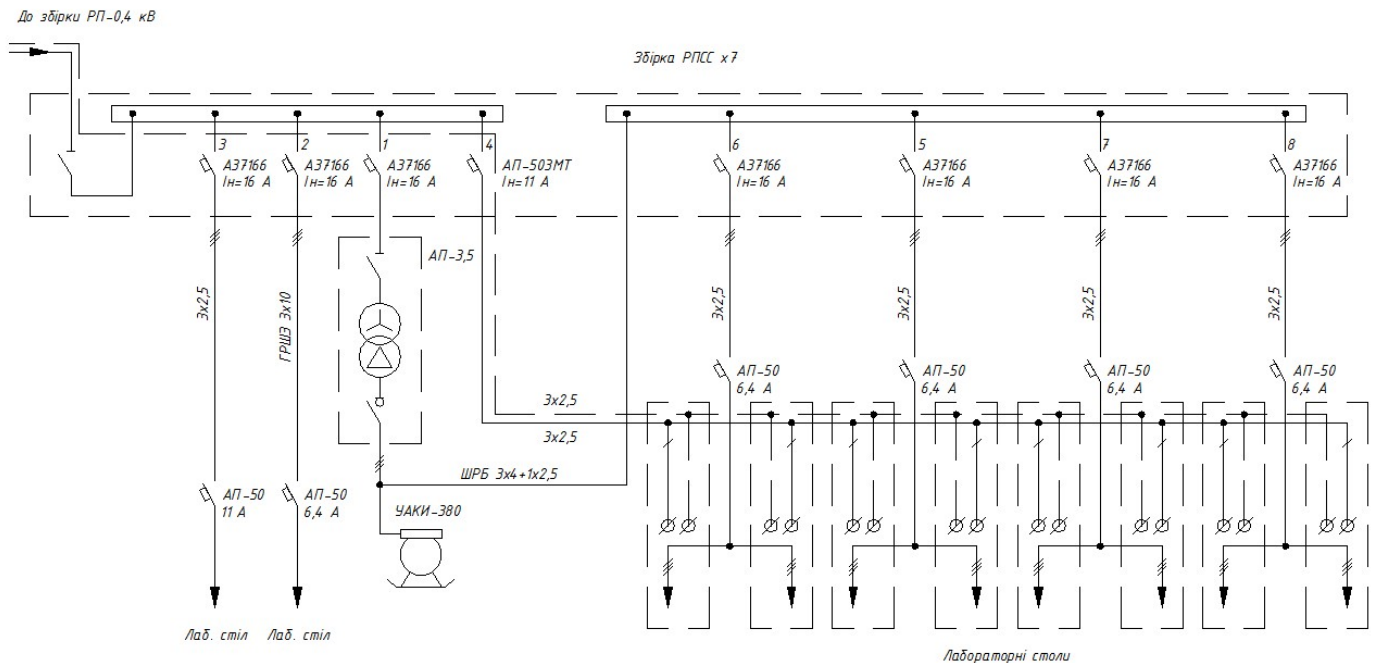 До збірки РП-0,4 кВ
Збірка РПСС х7
3
2
1
4
6
5
7
8
А37166
Iн=16 А
А37166
Iн=16 А
А37166
Iн=16 А
АП-503МТ
Iн=11 А
А37166
Iн=16 А
А37166
Iн=16 А
А37166
Iн=16 А
А37166
Iн=16 А
АП-3,5
3х2,5
ГРШЗ 3х10
3х2,5
3х2,5
3х2,5
3х2,5
АП-50
6,4 А
АП-50
6,4 А
АП-50
6,4 А
АП-50
6,4 А
3х2,5
3х2,5
ШРБ 3х4+1х2,5
АП-50
11 А
АП-50
6,4 А
УАКИ-380
Лаб. стіл
Лаб. стіл
Лабораторні столи